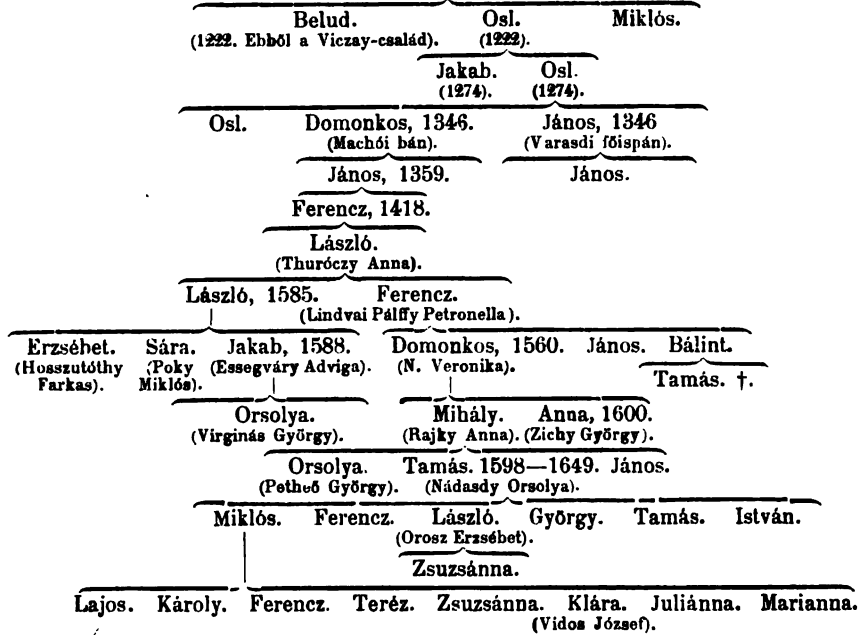 Belud. Osl. Miklós.
(1222. Ebből a Viczay-család). (1222).
Jakab. Osl.
(1274). (1274).
Osl. Domonkos, 1346. János, 1346
(Machói bán). (Varasdi főispán).
János, 1359. János.
Ferencz, 1418.
László.
(Thuróczy Anna).
László, 1585. Ferencz.
(Lindvai Pálffy Petronella).
Erzséhet. Sára. Jakab, 1588. Domonkos, 1560. János. Bálint.
(Hosszutóthy (Poky (Essegváry Adviga). (N. Veronika).
Farkas). Miklós). Tamás. †.
Orsolya. Mihály. Anna, 1600.
(Virginás György). (Rajky Anna). (Zichy György).
Orsolya. Tamás. 1598—1649. János.
(Petheő György). (Nádasdy Orsolya).
Miklós. Ferencz. László. György. Tamás. István.
(Orosz Erzsébet).
Zsuzsánna.
Lajos. Károly. Ferencz. Teréz. Zsuzsánna. Klára. Juliánna. Marianna.
(Vidos József).